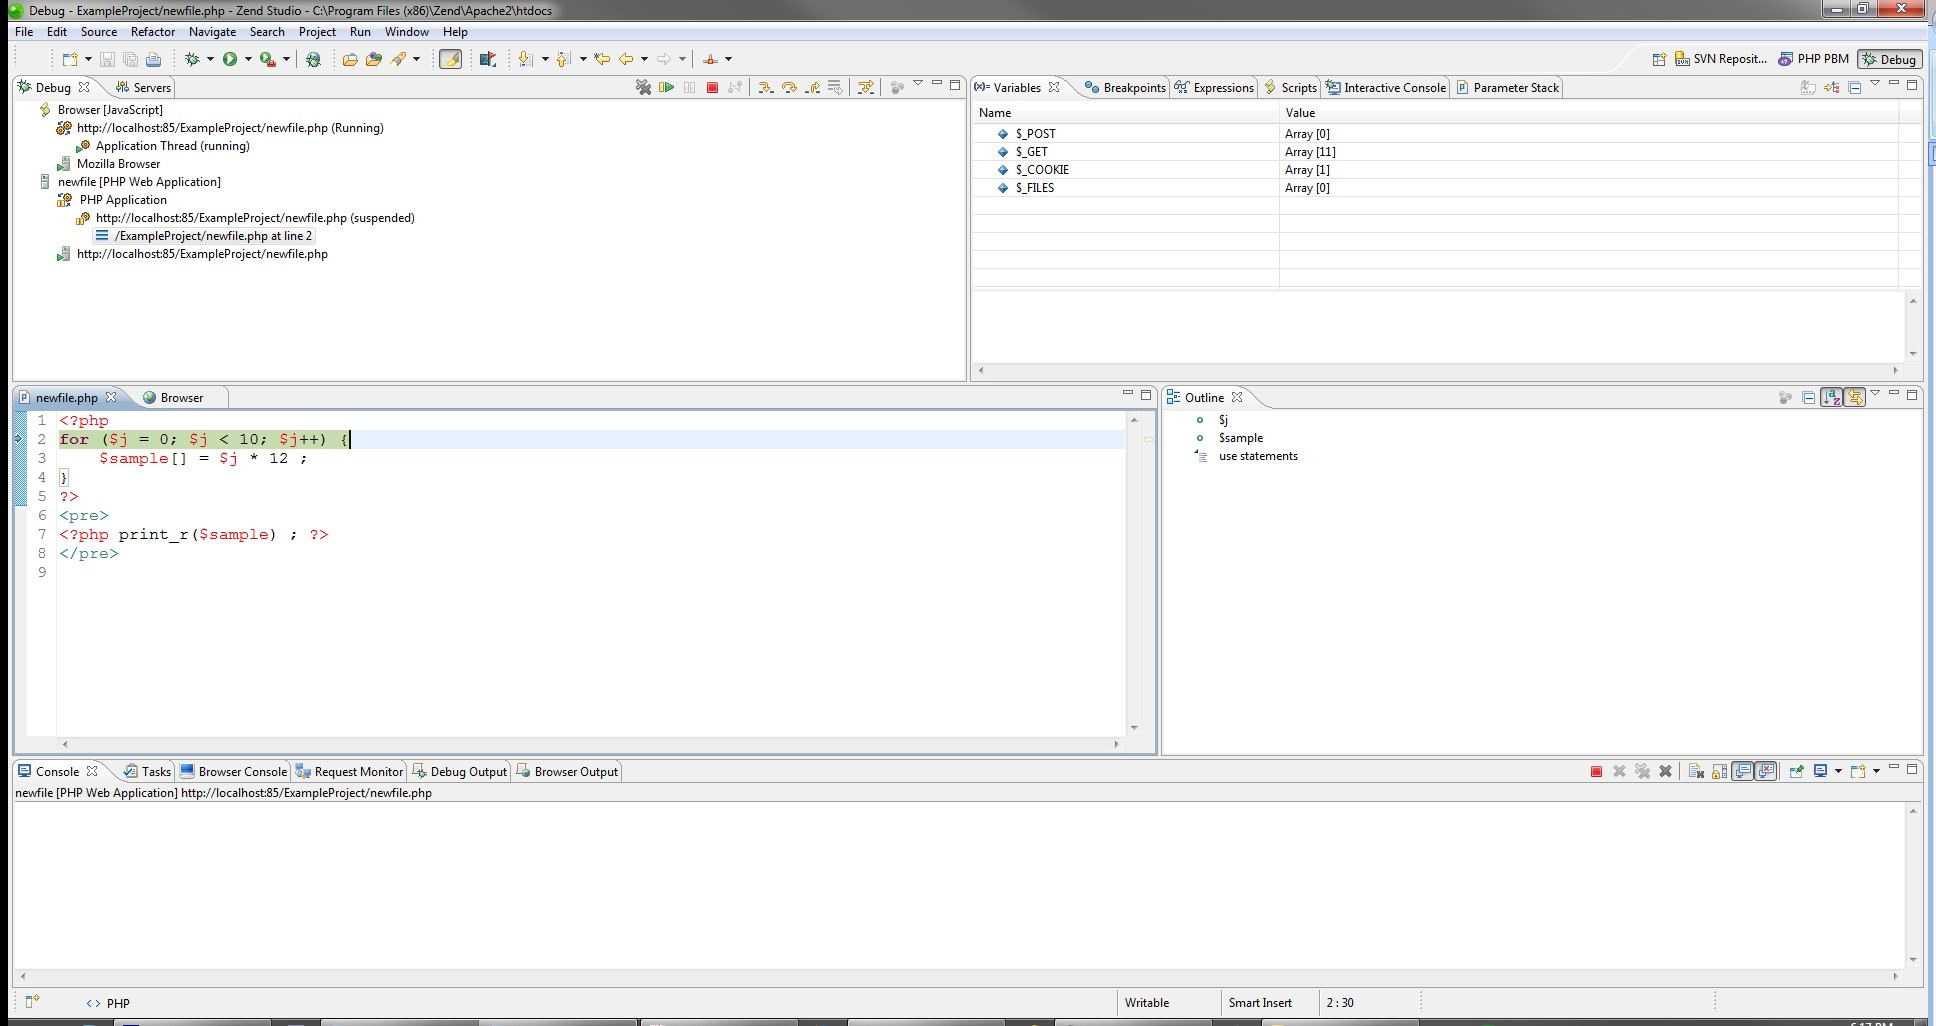 Debug - ExampleProject/newfile.php - Zend Studio - C:\Program Files (x86)\Zend\Apache2\htdocs
File Edit Source Refactor Navigate Search Project Run Window Help
SVN Reposit... PHP PBM Debug
Debug Servers
Browser [JavaScript]
http://localhost:85/ExampleProject/newfile.php (Running)
Application Thread (running)
Mozilla Browser
newfile [PHP Web Application]
PHP Application
http://localhost:85/ExampleProject/newfile.php (suspended)
/ExampleProject/newfile.php at line 2
http://localhost:85/ExampleProject/newfile.php
(x)= Variables Breakpoints Expressions Scripts Interactive Console Parameter Stack
Name Value
$_POST Array [0]
$_GET Array [11]
$_COOKIE Array [1]
$_FILES Array [0]
newfile.php Browser
1 <?php
2 for ($j = 0; $j < 10; $j++) {
3 $sample[] = $j * 12 ;
4 }
5 ?>
6 <pre>
7 <?php print_r($sample) ; ?>
8 </pre>
9
Outline
$j
$sample
use statements
Console Tasks Browser Console Request Monitor Debug Output Browser Output
newfile [PHP Web Application] http://localhost:85/ExampleProject/newfile.php
<> PHP Writable Smart Insert 2 : 30